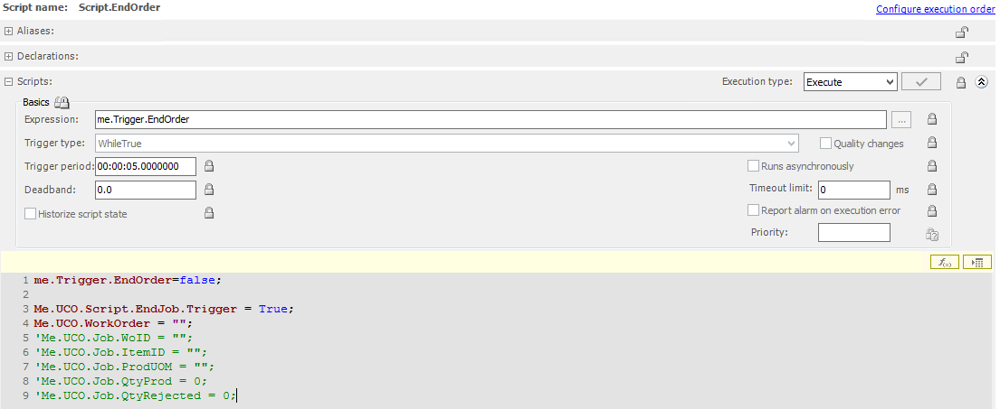 Script name: Script.EndOrder
Configure execution order
Aliases:
Declarations:
Scripts:
Execution type: Execute
Basics
Expression: me.Trigger.EndOrder ...
Trigger type: WhileTrue Quality changes
Trigger period: 00:00:05.0000000 Runs asynchronously
Deadband: 0.0 Timeout limit: 0 ms
Historize script state Report alarm on execution error
Priority:
f(x)
1 me.Trigger.EndOrder=false;
2
3 Me.UCO.Script.EndJob.Trigger = True;
4 Me.UCO.WorkOrder = "";
5 'Me.UCO.Job.WoID = "";
6 'Me.UCO.Job.ItemID = "";
7 'Me.UCO.Job.ProdUOM = "";
8 'Me.UCO.Job.QtyProd = 0;
9 'Me.UCO.Job.QtyRejected = 0;